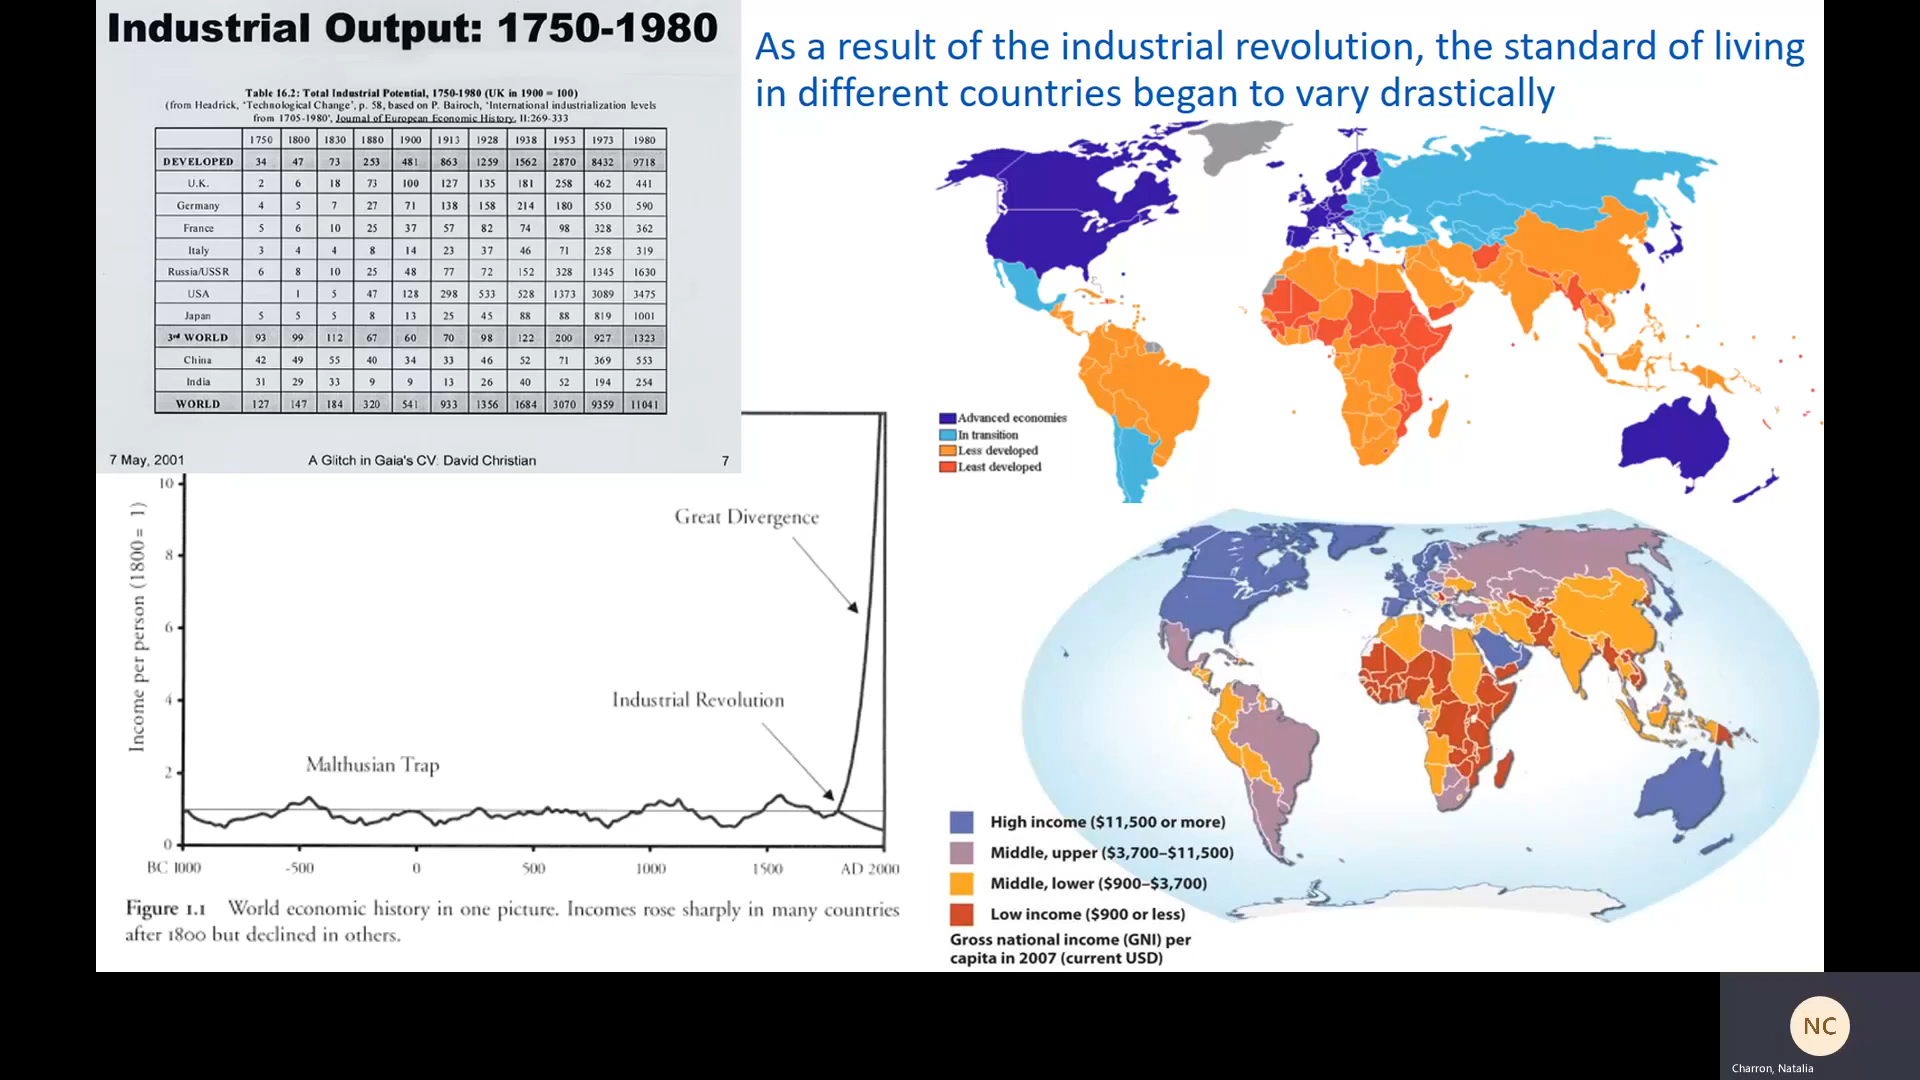 Industrial Output: 1750-1980
Table 16.2: Total Industrial Potential, 1750-1980 (UK in 1900 = 100)
(from Headrick, 'Technological Change', p. 58, based on P. Bairoch, 'International industrialization levels
from 1705-1980', Journal of European Economic History, II:269-333
1750 1800 1830 1880 1900 1913 1928 1938 1953 1973 1980
DEVELOPED 34 47 73 253 481 863 1259 1562 2870 8432 9718
U.K. 2 6 18 73 100 127 135 181 258 462 441
Germany 4 5 7 27 71 138 158 214 180 550 590
France 5 6 10 25 37 57 82 74 98 328 362
Italy 3 4 4 8 14 23 37 46 71 258 319
Russia/USSR 6 8 10 25 48 77 72 152 328 1345 1630
USA 1 5 47 128 298 533 528 1373 3089 3475
Japan 5 5 5 8 13 25 45 88 88 819 1001
3rd WORLD 93 99 112 67 60 70 98 122 200 927 1323
China 42 49 55 40 34 33 46 52 71 369 553
India 31 29 33 9 9 13 26 40 52 194 254
WORLD 127 147 184 320 541 933 1356 1684 3070 9359 11041
7 May, 2001 A Glitch in Gaia's CV. David Christian 7
As a result of the industrial revolution, the standard of living
in different countries began to vary drastically
Advanced economies
In transition
Less developed
Least developed
Income per person (1800 = 1)
10
8
6
4
2
0
Great Divergence
Industrial Revolution
Malthusian Trap
BC 1000 -500 0 500 1000 1500 AD 2000
Figure 1.1 World economic history in one picture. Incomes rose sharply in many countries
after 1800 but declined in others.
High income ($11,500 or more)
Middle, upper ($3,700–$11,500)
Middle, lower ($900–$3,700)
Low income ($900 or less)
Gross national income (GNI) per
capita in 2007 (current USD)
NC
Charron, Natalia